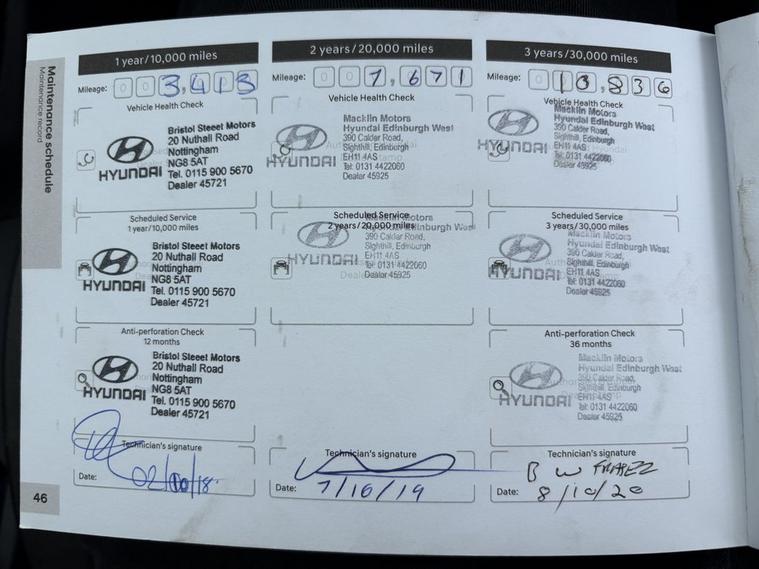 Maintenance schedule
Maintenance record
1 year/10,000 miles
Mileage: 003,413
Vehicle Health Check
HYUNDAI
Bristol Steeet Motors
20 Nuthall Road
Nottingham
NG8 5AT
Tel. 0115 900 5670
Dealer 45721
Scheduled Service
1 year/10,000 miles
HYUNDAI
Bristol Steeet Motors
20 Nuthall Road
Nottingham
NG8 5AT
Tel. 0115 900 5670
Dealer 45721
Anti-perforation Check
12 months
HYUNDAI
Bristol Steeet Motors
20 Nuthall Road
Nottingham
NG8 5AT
Tel. 0115 900 5670
Dealer 45721
Technician's signature
Date:
2 years/20,000 miles
Mileage: 007,671
Vehicle Health Check
HYUNDAI
Macklin Motors
Hyundai Edinburgh West
390 Calder Road,
Sighthill, Edinburgh
EH11 4AS
Tel: 0131 4422060
Dealer 45925
Scheduled Service
2 years/20,000 miles
HYUNDAI
Macklin Motors
Hyundai Edinburgh West
390 Calder Road,
Sighthill, Edinburgh
EH11 4AS
Tel: 0131 4422060
Dealer 45925
Technician's signature
Date: 7/10/19
3 years/30,000 miles
Mileage: 010,836
Vehicle Health Check
HYUNDAI
Macklin Motors
Hyundai Edinburgh West
390 Calder Road,
Sighthill, Edinburgh
EH11 4AS
Tel: 0131 4422060
Dealer 45925
Scheduled Service
3 years/30,000 miles
HYUNDAI
Macklin Motors
Hyundai Edinburgh West
390 Calder Road,
Sighthill, Edinburgh
EH11 4AS
Tel: 0131 4422060
Dealer 45925
Anti-perforation Check
36 months
HYUNDAI
Macklin Motors
Hyundai Edinburgh West
390 Calder Road,
Sighthill, Edinburgh
EH11 4AS
Tel: 0131 4422060
Dealer 45925
Technician's signature
B W
Date: 8/10/20
46